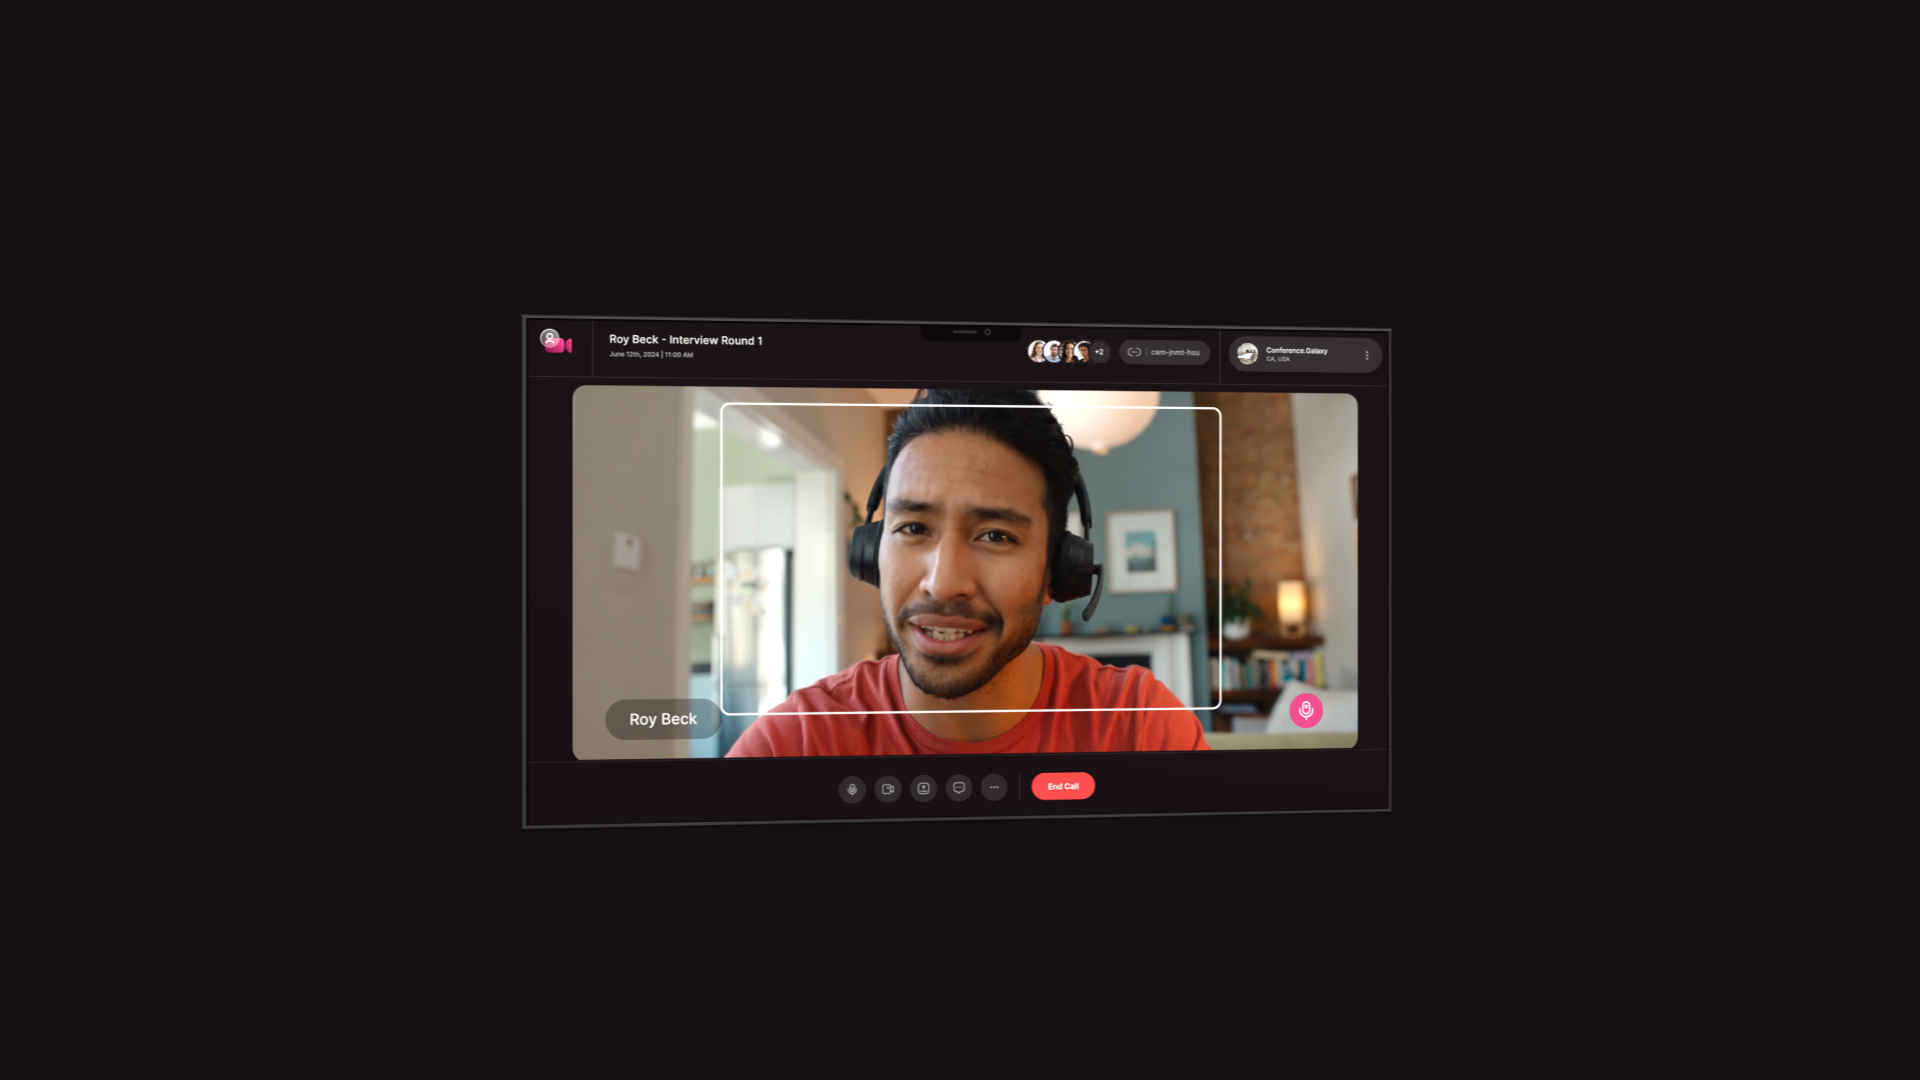 Roy Beck - Interview Round 1
June 12th, 2024 | 11:00 AM
+2
cem-jnmt-hsu
Conference.Galaxy
CA, USA
Roy Beck
End Call